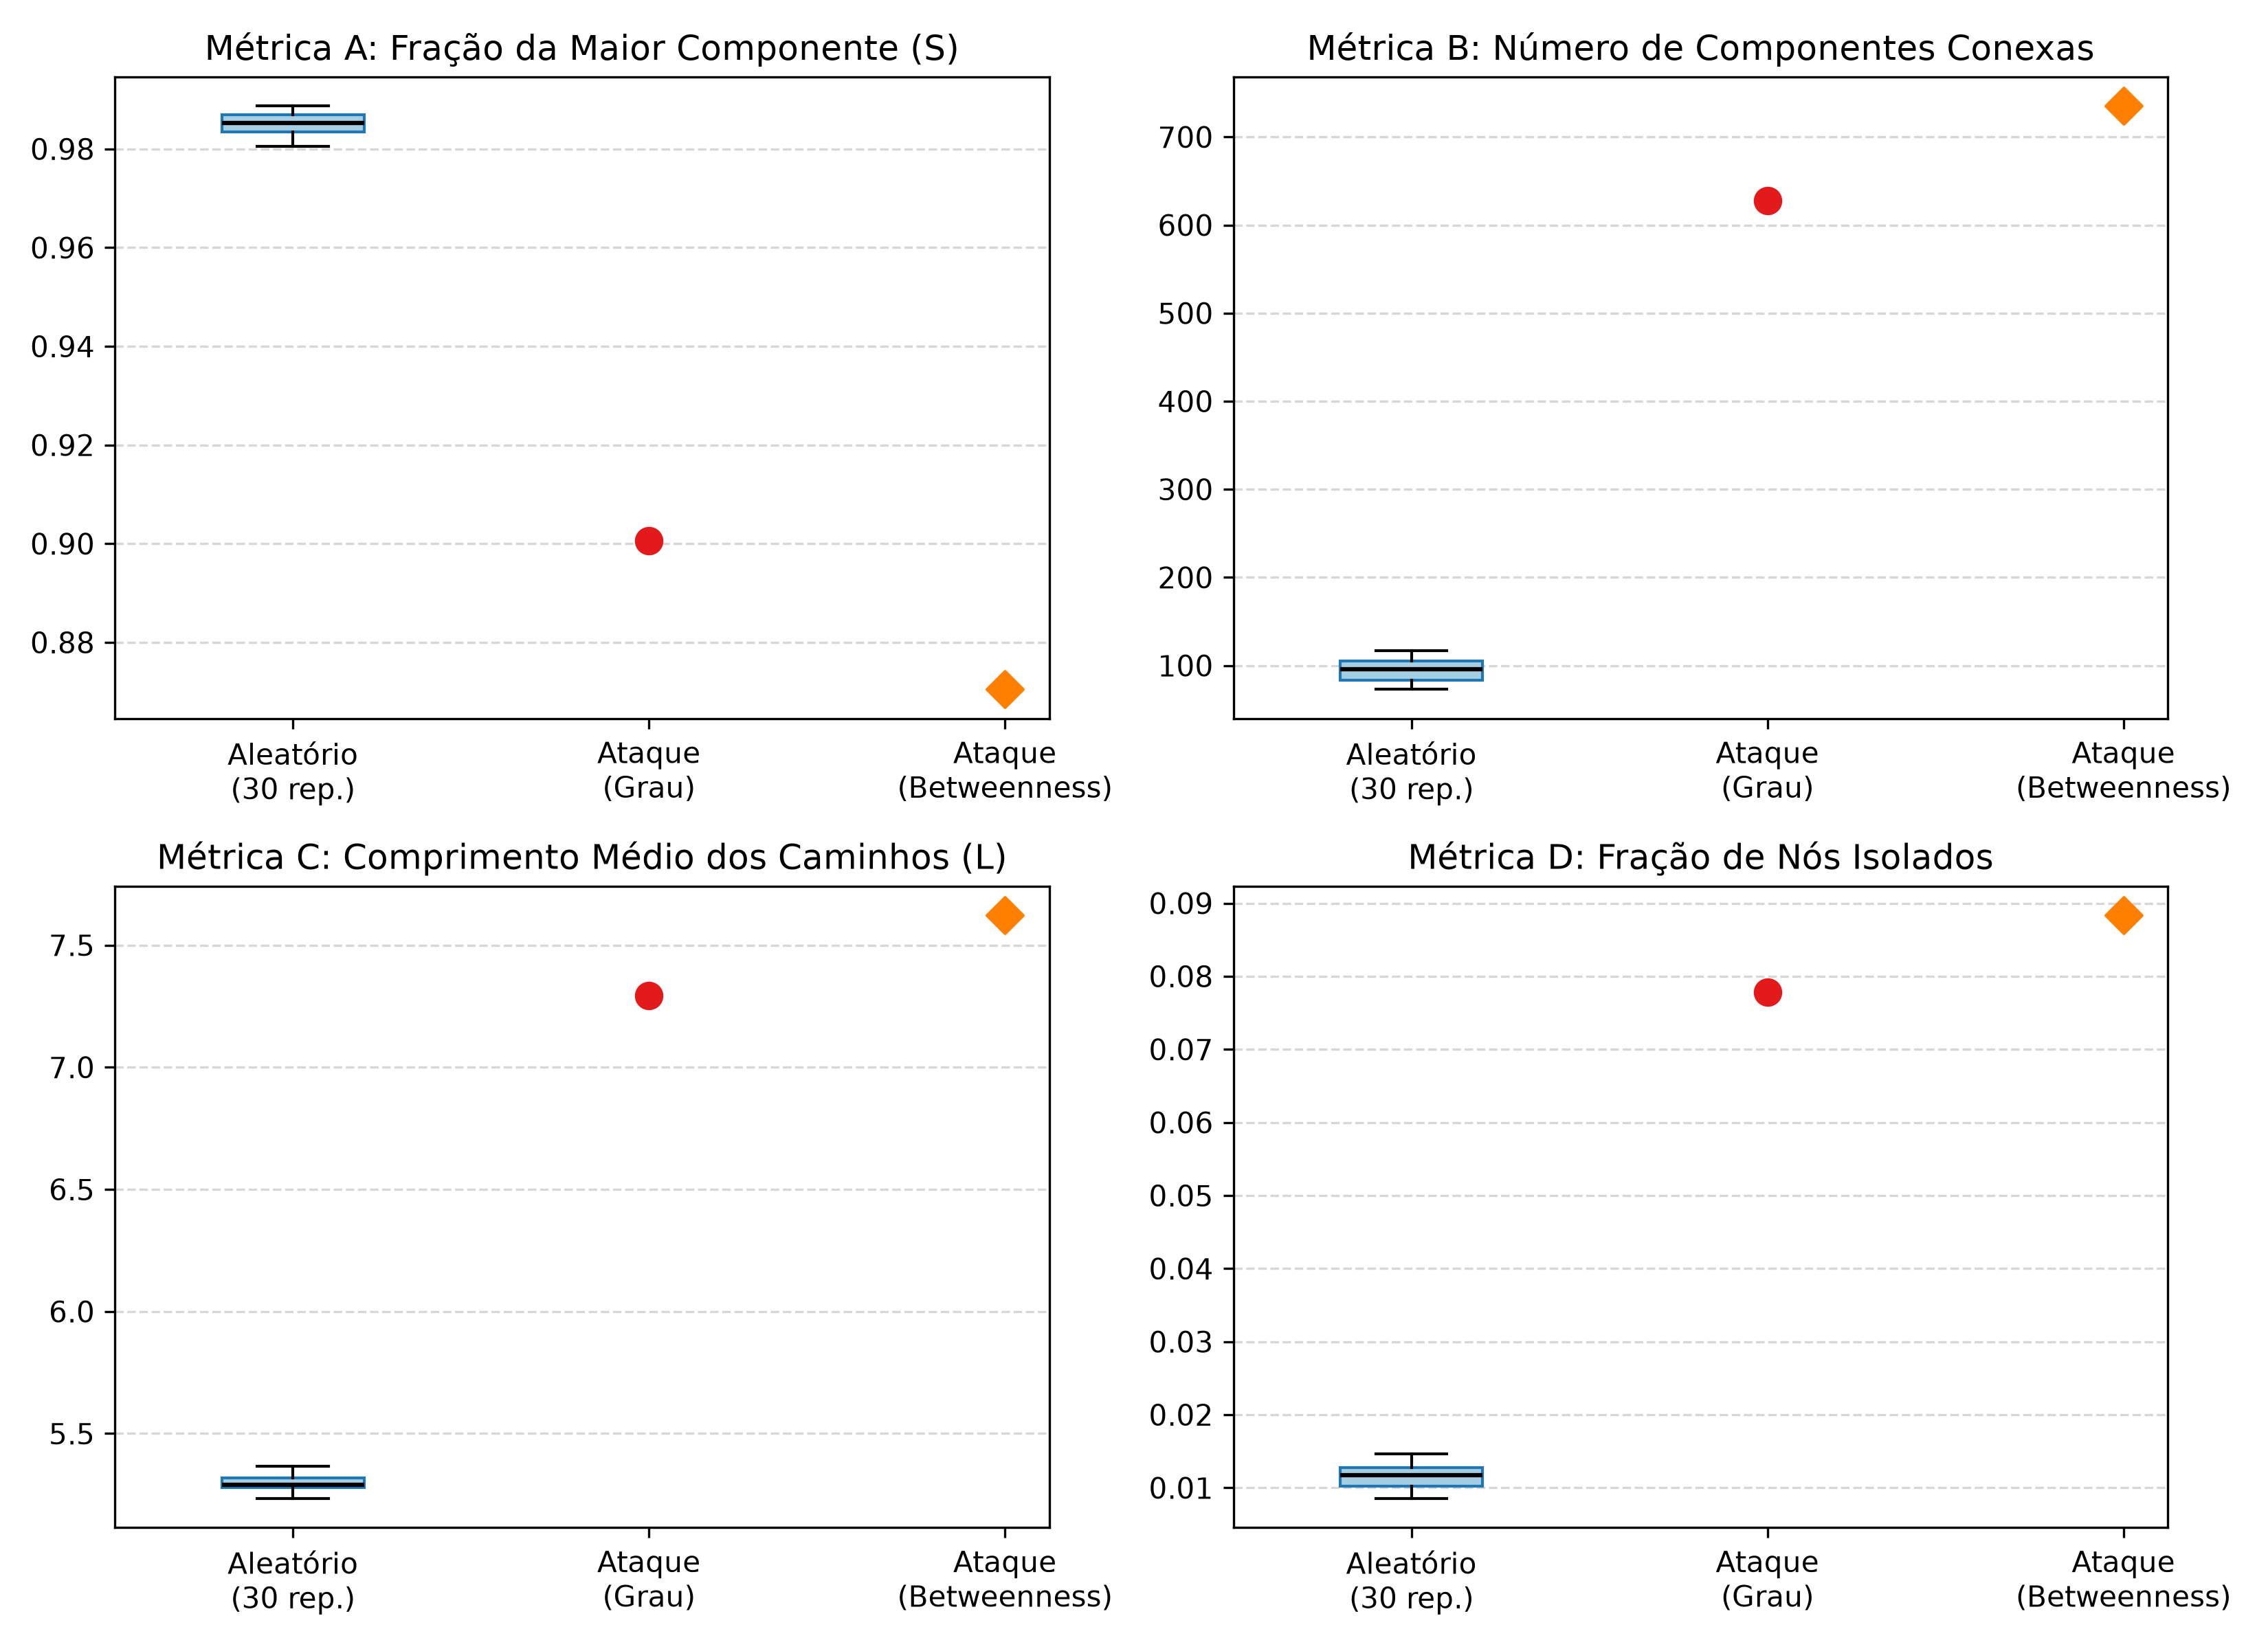 Métrica A: Fração da Maior Componente (S)
0.98
0.96
0.94
0.92
0.90
0.88
Aleatório
(30 rep.)
Ataque
(Grau)
Ataque
(Betweenness)
Métrica B: Número de Componentes Conexas
700
600
500
400
300
200
100
Aleatório
(30 rep.)
Ataque
(Grau)
Ataque
(Betweenness)
Métrica C: Comprimento Médio dos Caminhos (L)
7.5
7.0
6.5
6.0
5.5
Aleatório
(30 rep.)
Ataque
(Grau)
Ataque
(Betweenness)
Métrica D: Fração de Nós Isolados
0.09
0.08
0.07
0.06
0.05
0.04
0.03
0.02
0.01
Aleatório
(30 rep.)
Ataque
(Grau)
Ataque
(Betweenness)